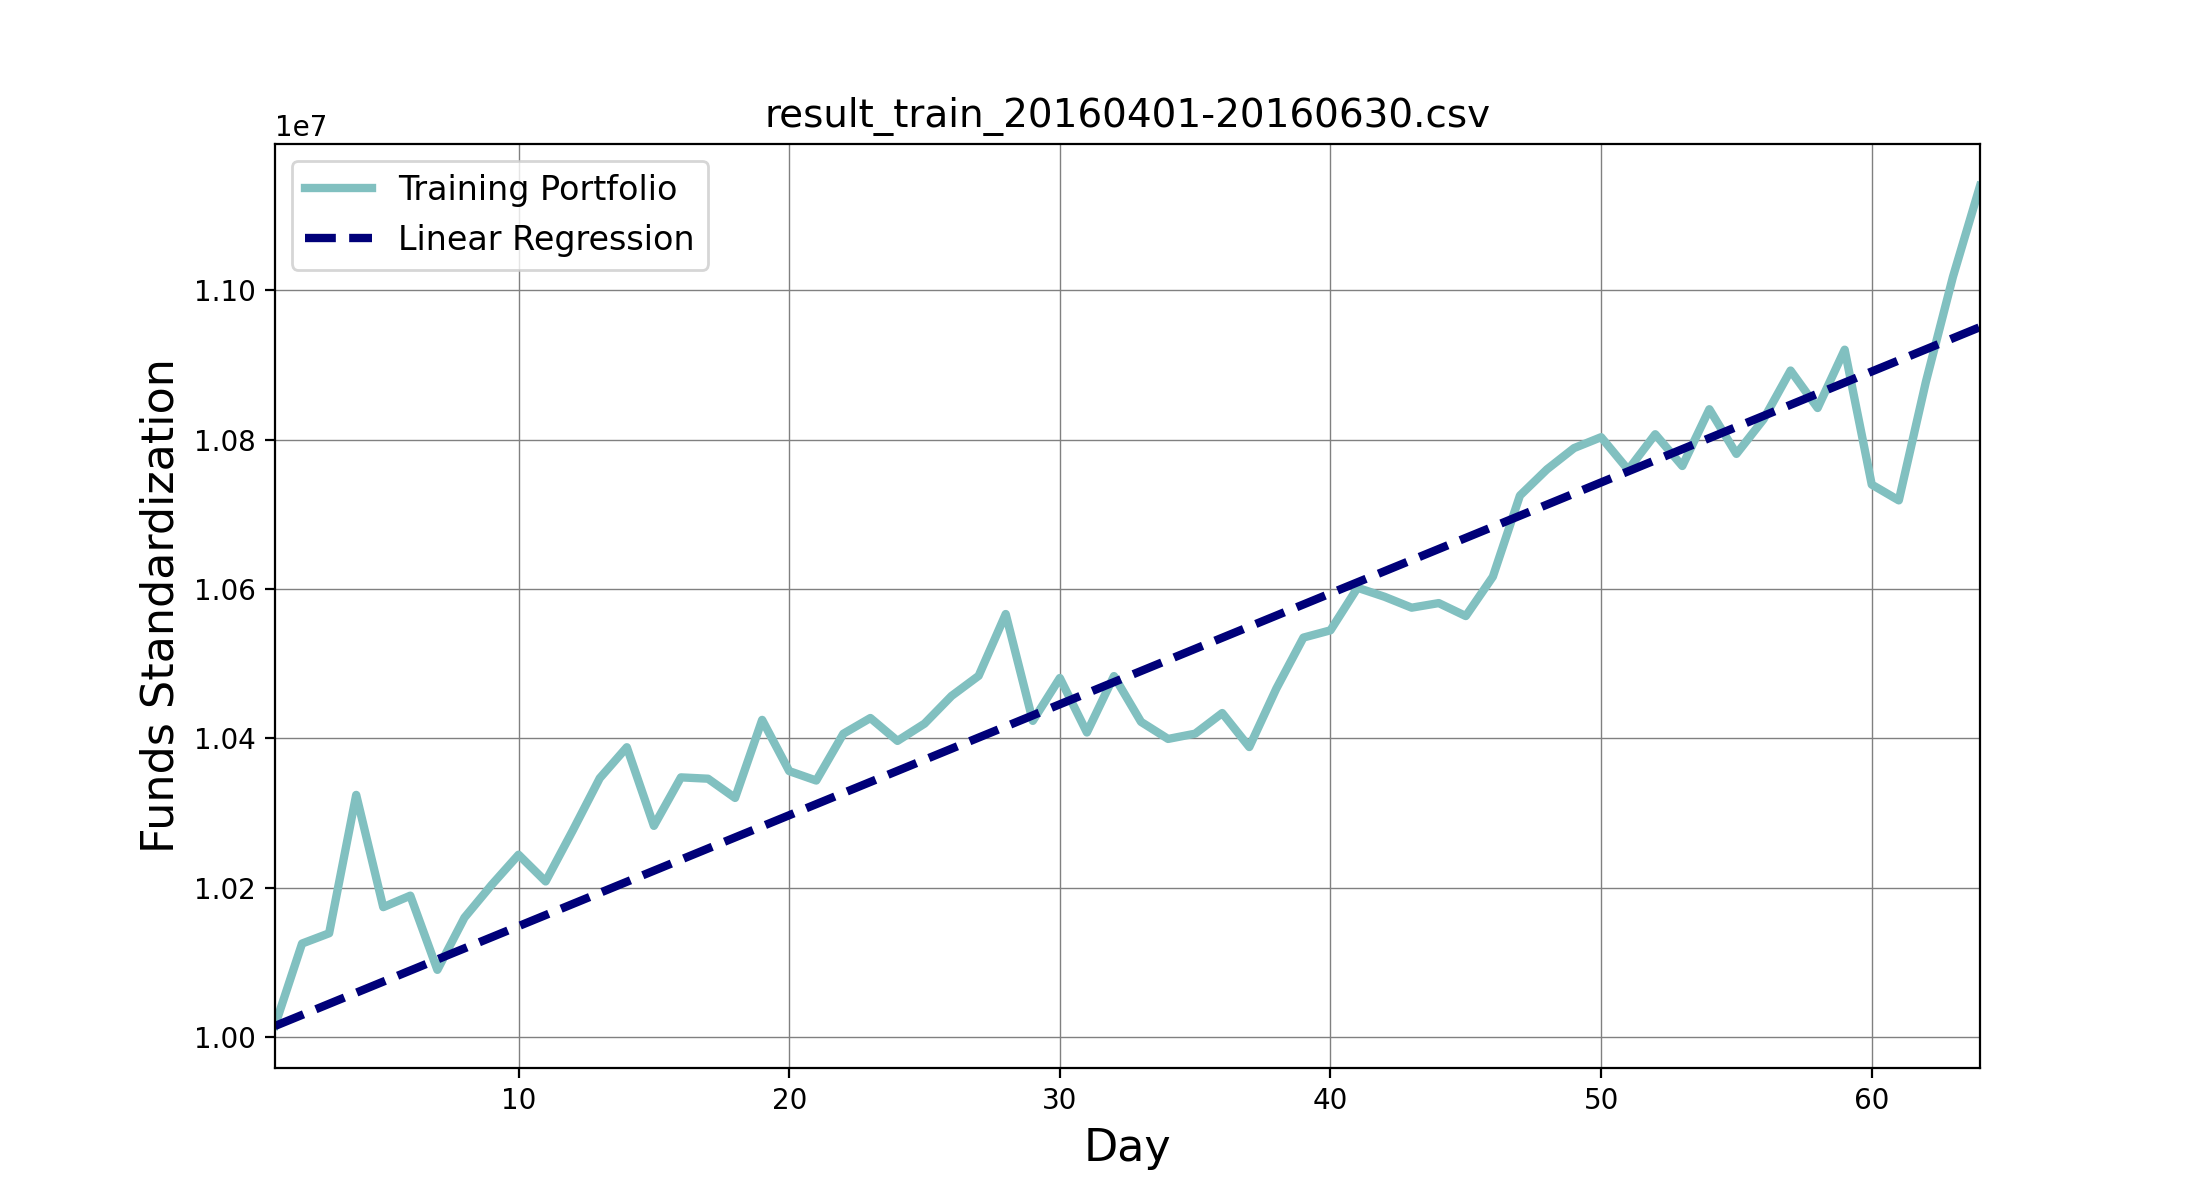 result_train_20160401-20160630.csv
1e7
Training Portfolio
Linear Regression
1.10
1.08
1.06
1.04
1.02
1.00
Funds Standardization
10 20 30 40 50 60
Day